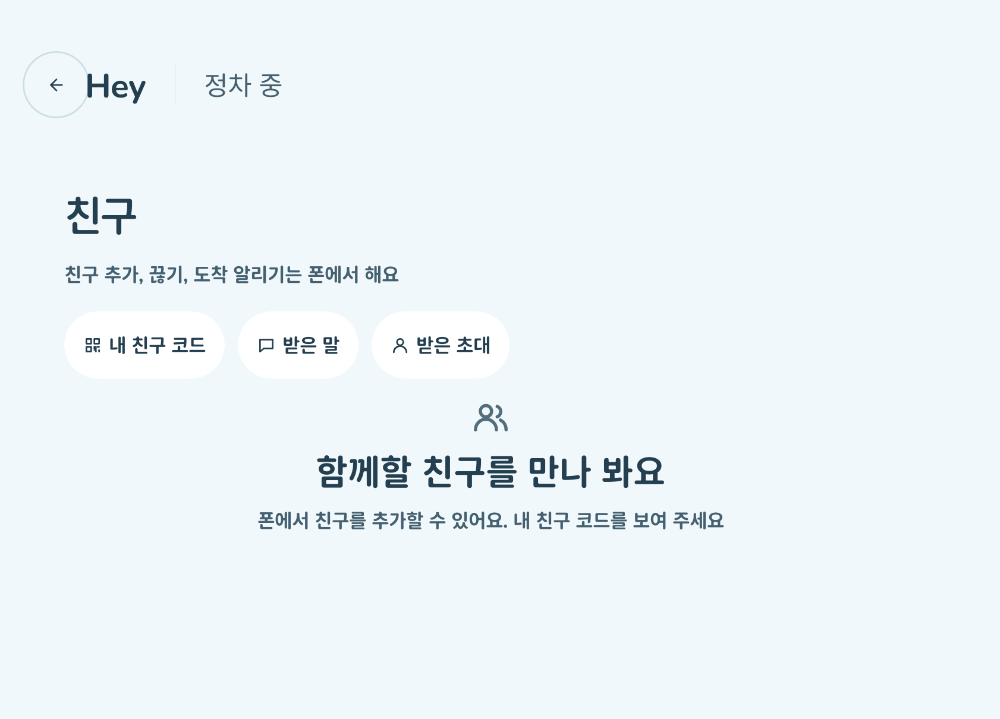 Hey
정차 중
친구
친구 추가, 끊기, 도착 알리기는 폰에서 해요
내 친구 코드
받은 말
받은 초대
함께할 친구를 만나 봐요
폰에서 친구를 추가할 수 있어요. 내 친구 코드를 보여 주세요